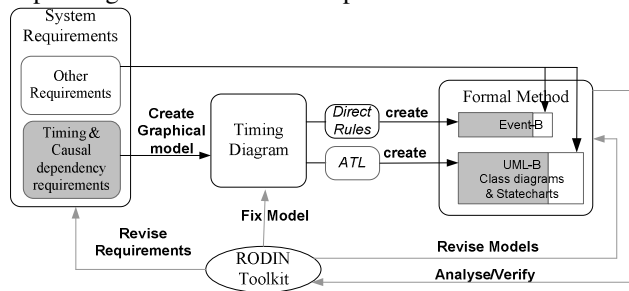 System
Requirements
Other
Requirements
Timing &
Causal
dependency
requirements
Create
Graphical
model
Timing
Diagram
Direct
Rules
create
ATL
create
Formal Method
Event-B
UML-B
Class diagrams
& Statecharts
Fix Model
Revise
Requirements
RODIN
Toolkit
Revise Models
Analyse/Verify